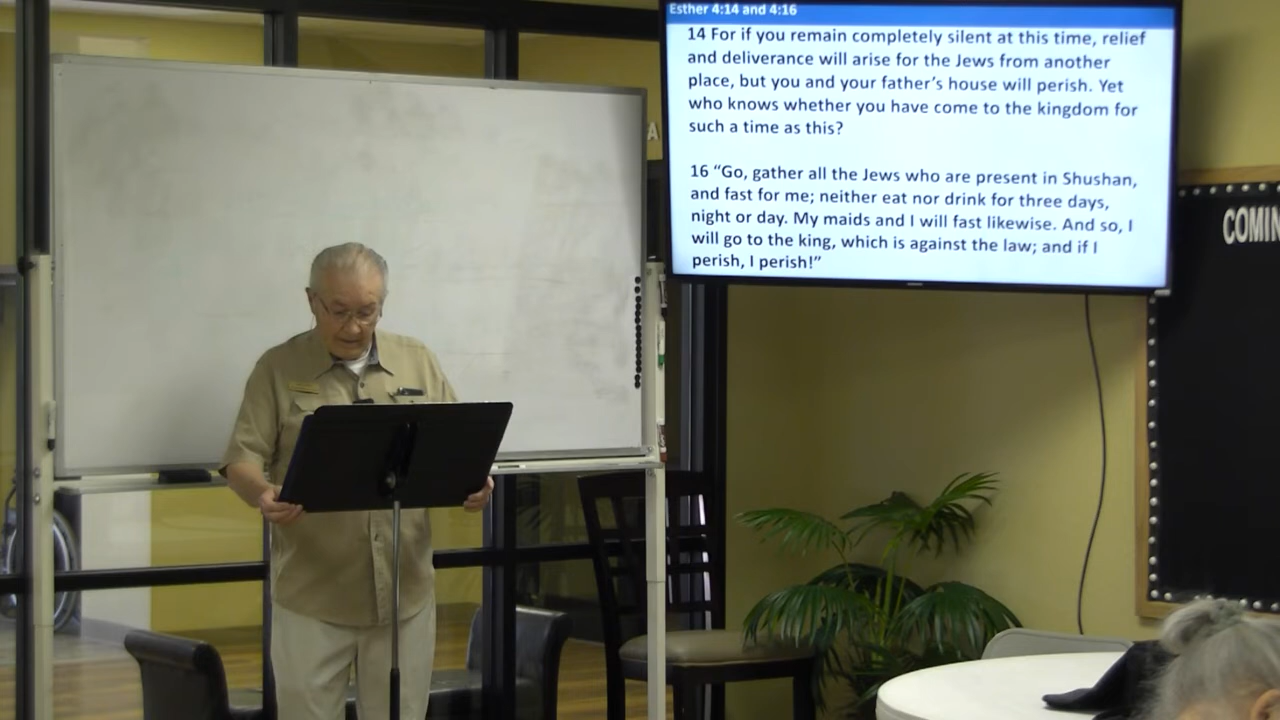 Esther 4:14 and 4:16
14 For if you remain completely silent at this time, relief
and deliverance will arise for the Jews from another
place, but you and your father’s house will perish. Yet
who knows whether you have come to the kingdom for
such a time as this?
16 “Go, gather all the Jews who are present in Shushan,
and fast for me; neither eat nor drink for three days,
night or day. My maids and I will fast likewise. And so, I
will go to the king, which is against the law; and if I
perish, I perish!”
A
COMIN